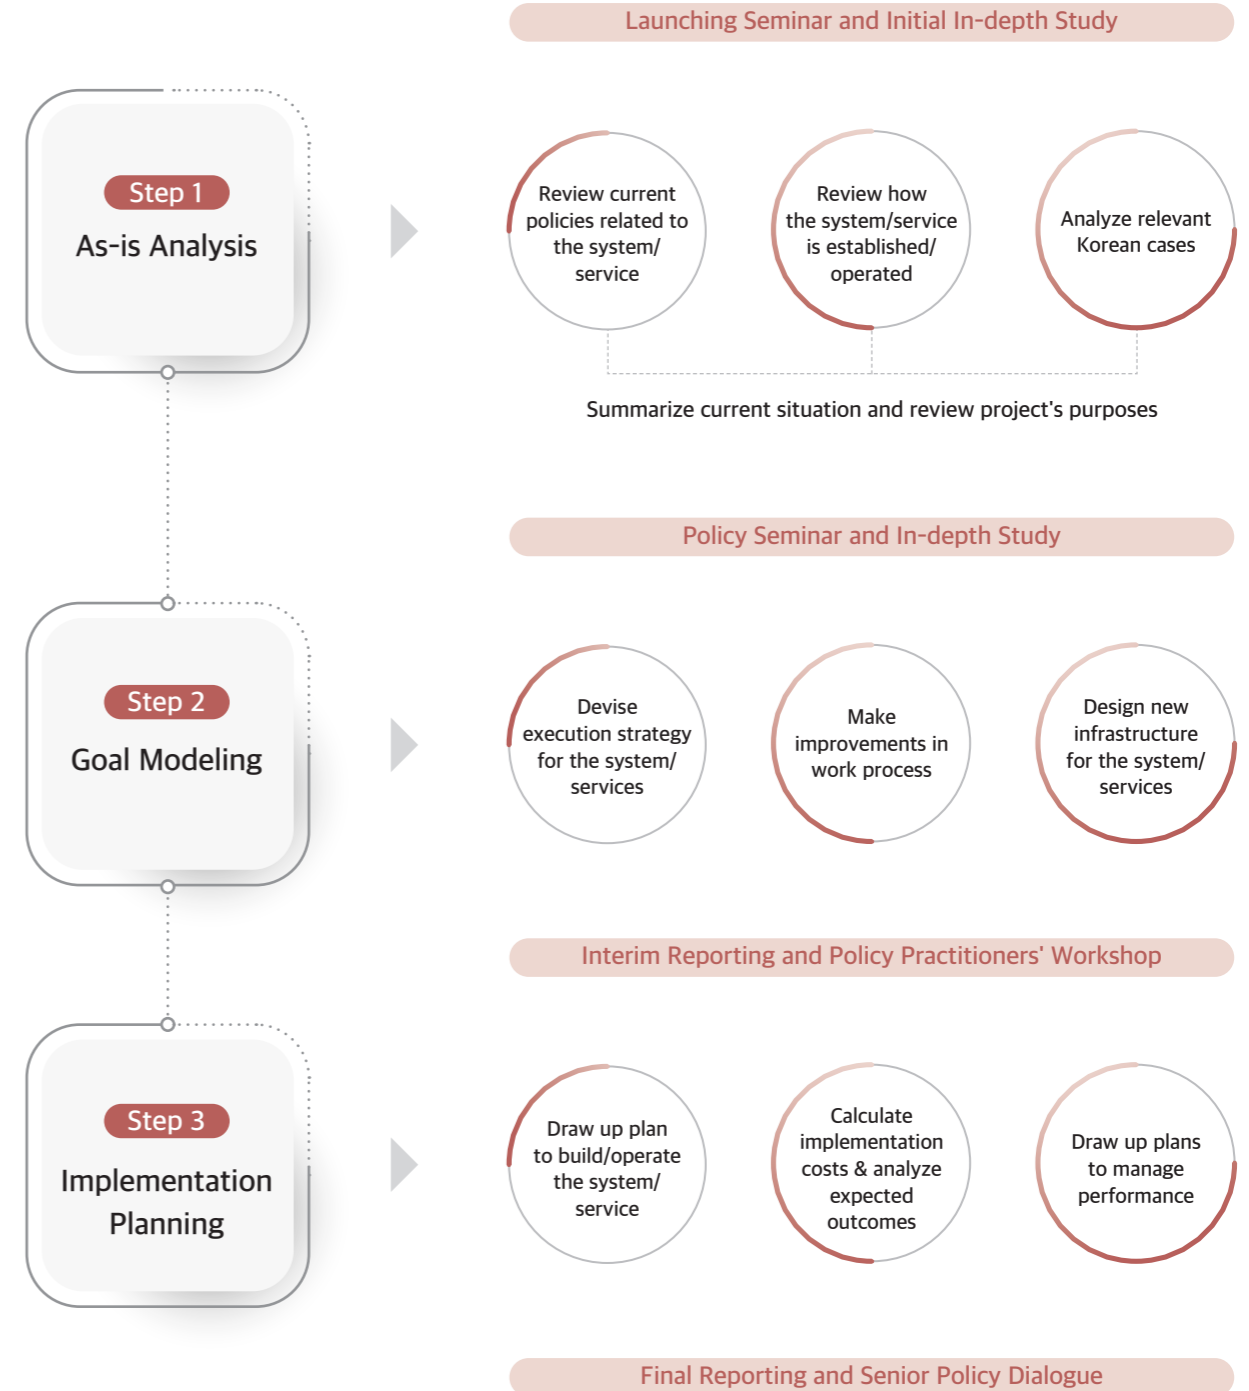 Launching Seminar and Initial In-depth Study
Step 1
As-is Analysis
Review current
policies related to
the system/
service
Review how
the system/service
is established/
operated
Analyze relevant
Korean cases
Summarize current situation and review project's purposes
Policy Seminar and In-depth Study
Step 2
Goal Modeling
Devise
execution strategy
for the system/
services
Make
improvements in
work process
Design new
infrastructure
for the system/
services
Interim Reporting and Policy Practitioners' Workshop
Step 3
Implementation
Planning
Draw up plan
to build/operate
the system/
service
Calculate
implementation
costs & analyze
expected
outcomes
Draw up plans
to manage
performance
Final Reporting and Senior Policy Dialogue